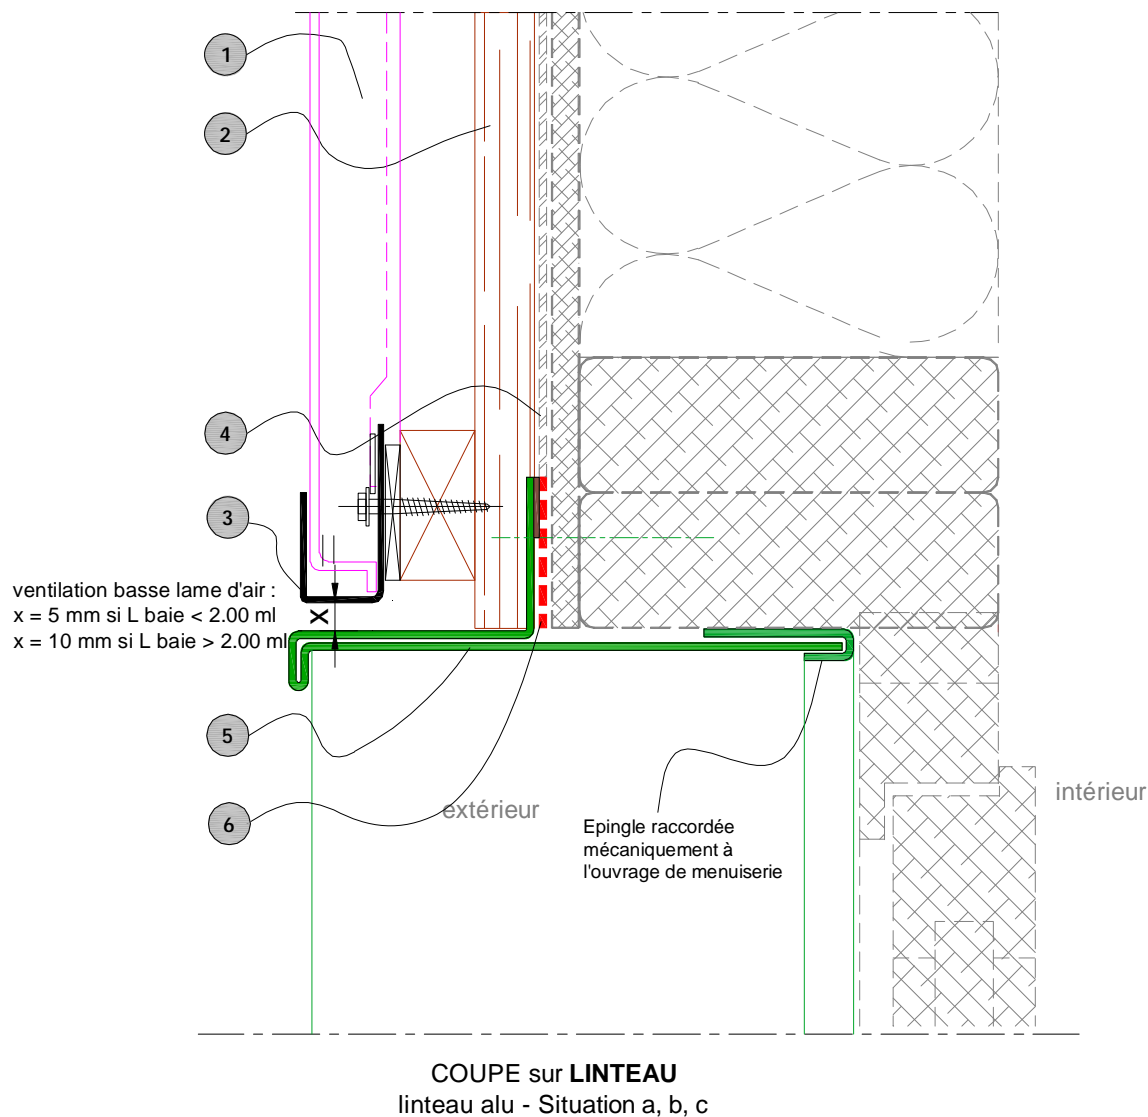 1
2
4
3
ventilation basse lame d'air :
x = 5 mm si L baie < 2.00 ml
x = 10 mm si L baie > 2.00 ml
X
5
6
extérieur
intérieur
Epingle raccordée
mécaniquement à
l'ouvrage de menuiserie
COUPE sur LINTEAU
linteau alu - Situation a, b, c